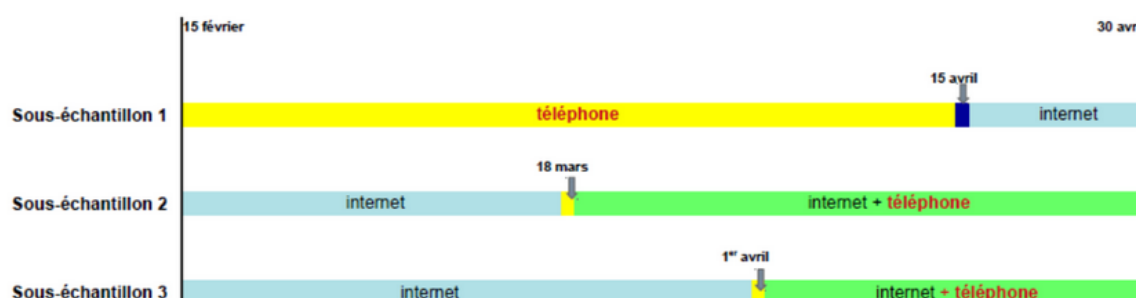 15 février 30 avr
15 avril
Sous-échantillon 1 téléphone internet
18 mars
Sous-échantillon 2 internet internet + téléphone
1er avril
Sous-échantillon 3 internet internet + téléphone